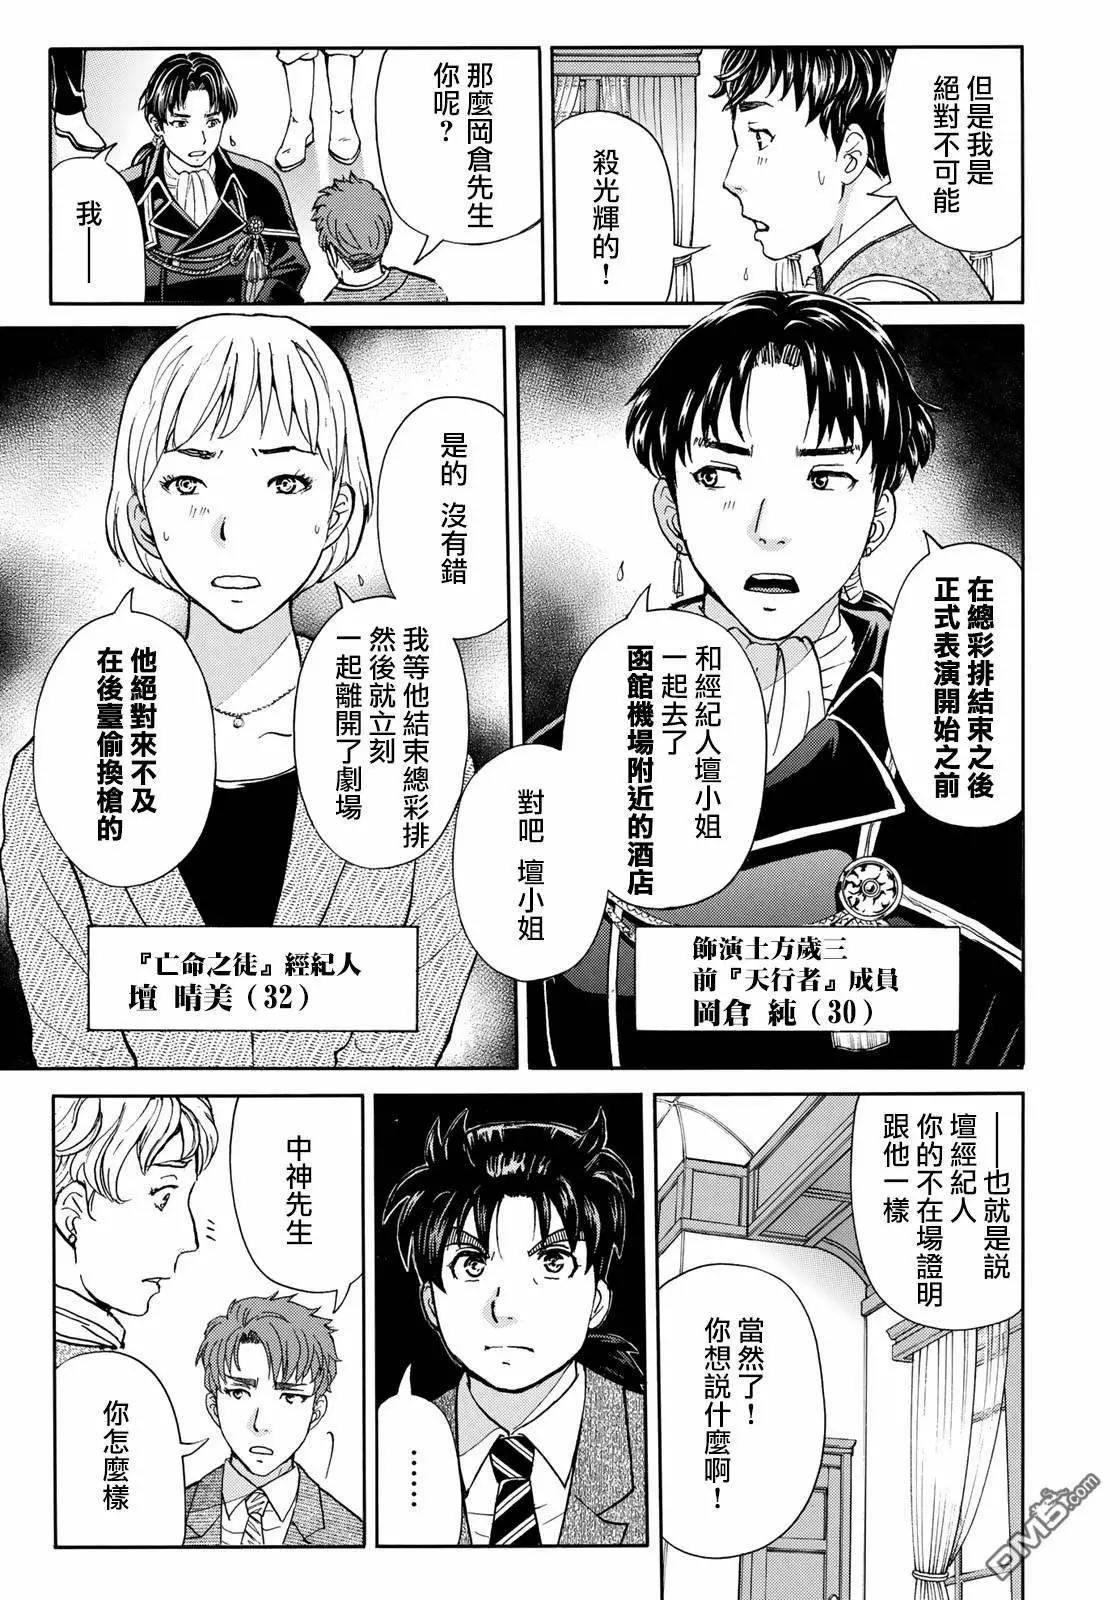 但是我是
絕對不可能
殺光輝的！
那麼岡倉先生
你呢？
我——
在總彩排結束之後
正式表演開始之前
和經紀人壇小姐
一起去了
函館機場附近的酒店
對吧 壇小姐
飾演土方歲三
前『天行者』成員
岡倉 純（30）
是的 沒有錯
我等他結束總彩排
然後就立刻
一起離開了劇場
他絕對來不及
在後臺偷換槍的
『亡命之徒』經紀人
壇 晴美（32）
——也就是說
壇經紀人
你的不在場證明
跟他一樣
當然了！
你想説什麼啊！
……
中神先生
你怎麼樣
DM5.com